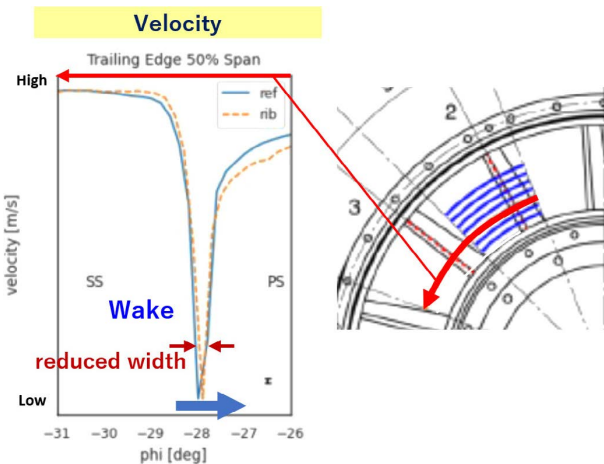 Velocity
Trailing Edge 50% Span
High
ref
rib
2
3
velocity [m/s]
SS
PS
Wake
reduced width
Low
−31
−30
−29
−28
−27
−26
phi [deg]